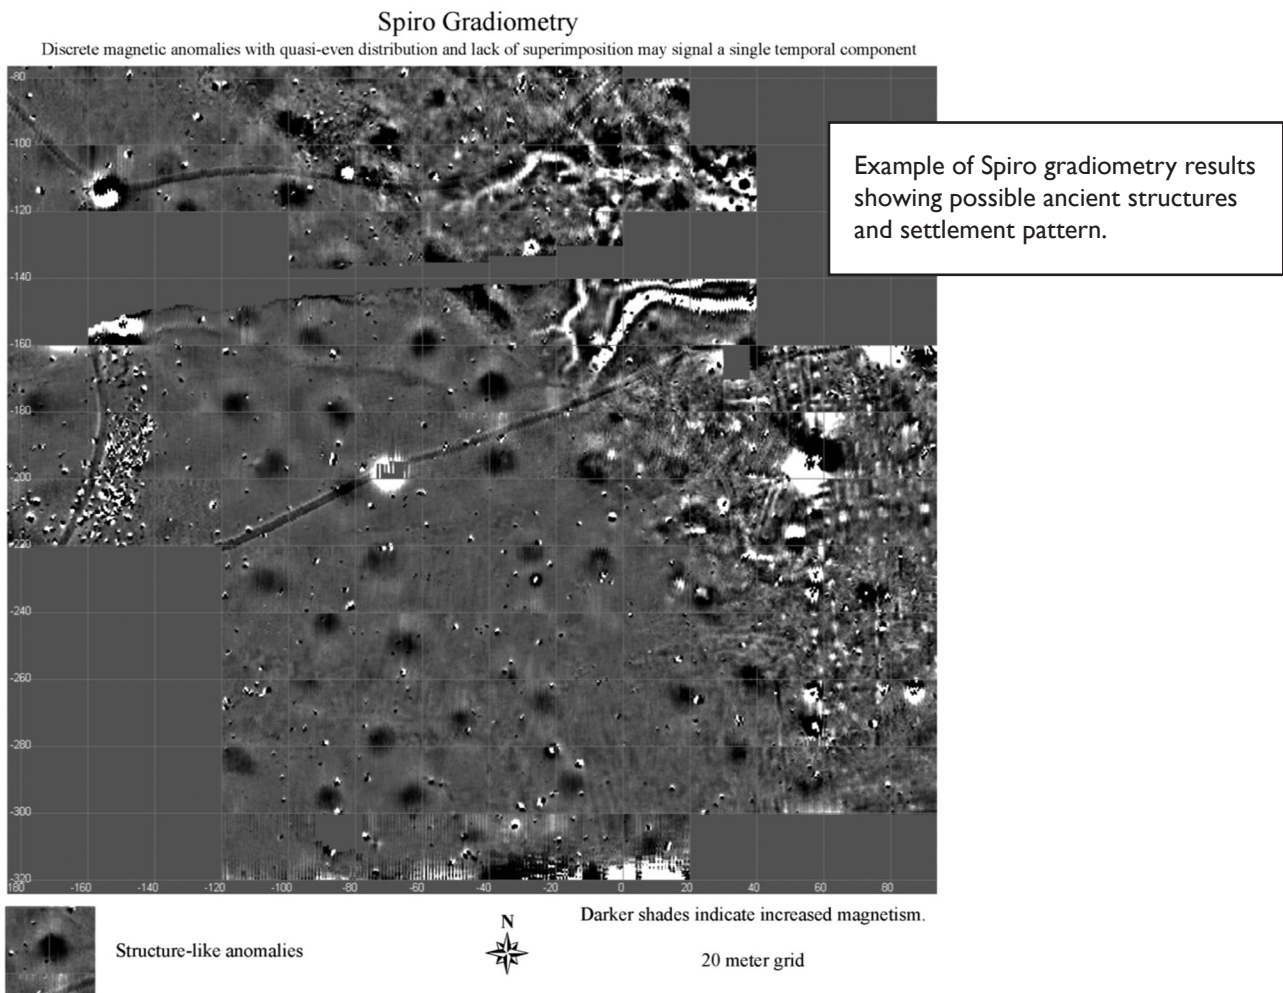 Spiro Gradiometry
Discrete magnetic anomalies with quasi-even distribution and lack of superimposition may signal a single temporal component
-80
-100
-120
-140
-160
-180
-200
-220
-240
-260
-280
-300
-320
180 -160 -140 -120 -100 -80 -60 -40 -20 0 20 40 60 80
Example of Spiro gradiometry results
showing possible ancient structures
and settlement pattern.
Structure-like anomalies
N
Darker shades indicate increased magnetism.
20 meter grid